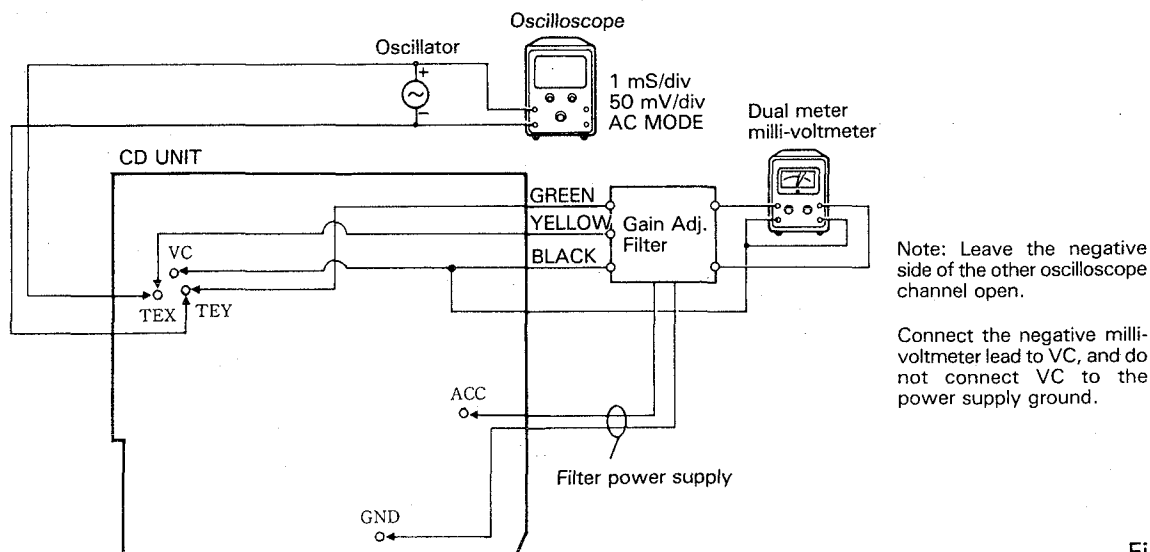 Oscilloscope
Oscillator
+
−
1 mS/div
50 mV/div
AC MODE
Dual meter
milli-voltmeter
CD UNIT
GREEN
YELLOW
BLACK
Gain Adj.
Filter
VC
TEX
TEY
Note: Leave the negative
side of the other oscilloscope
channel open.
Connect the negative milli-
voltmeter lead to VC, and do
not connect VC to the
power supply ground.
ACC
Filter power supply
GND